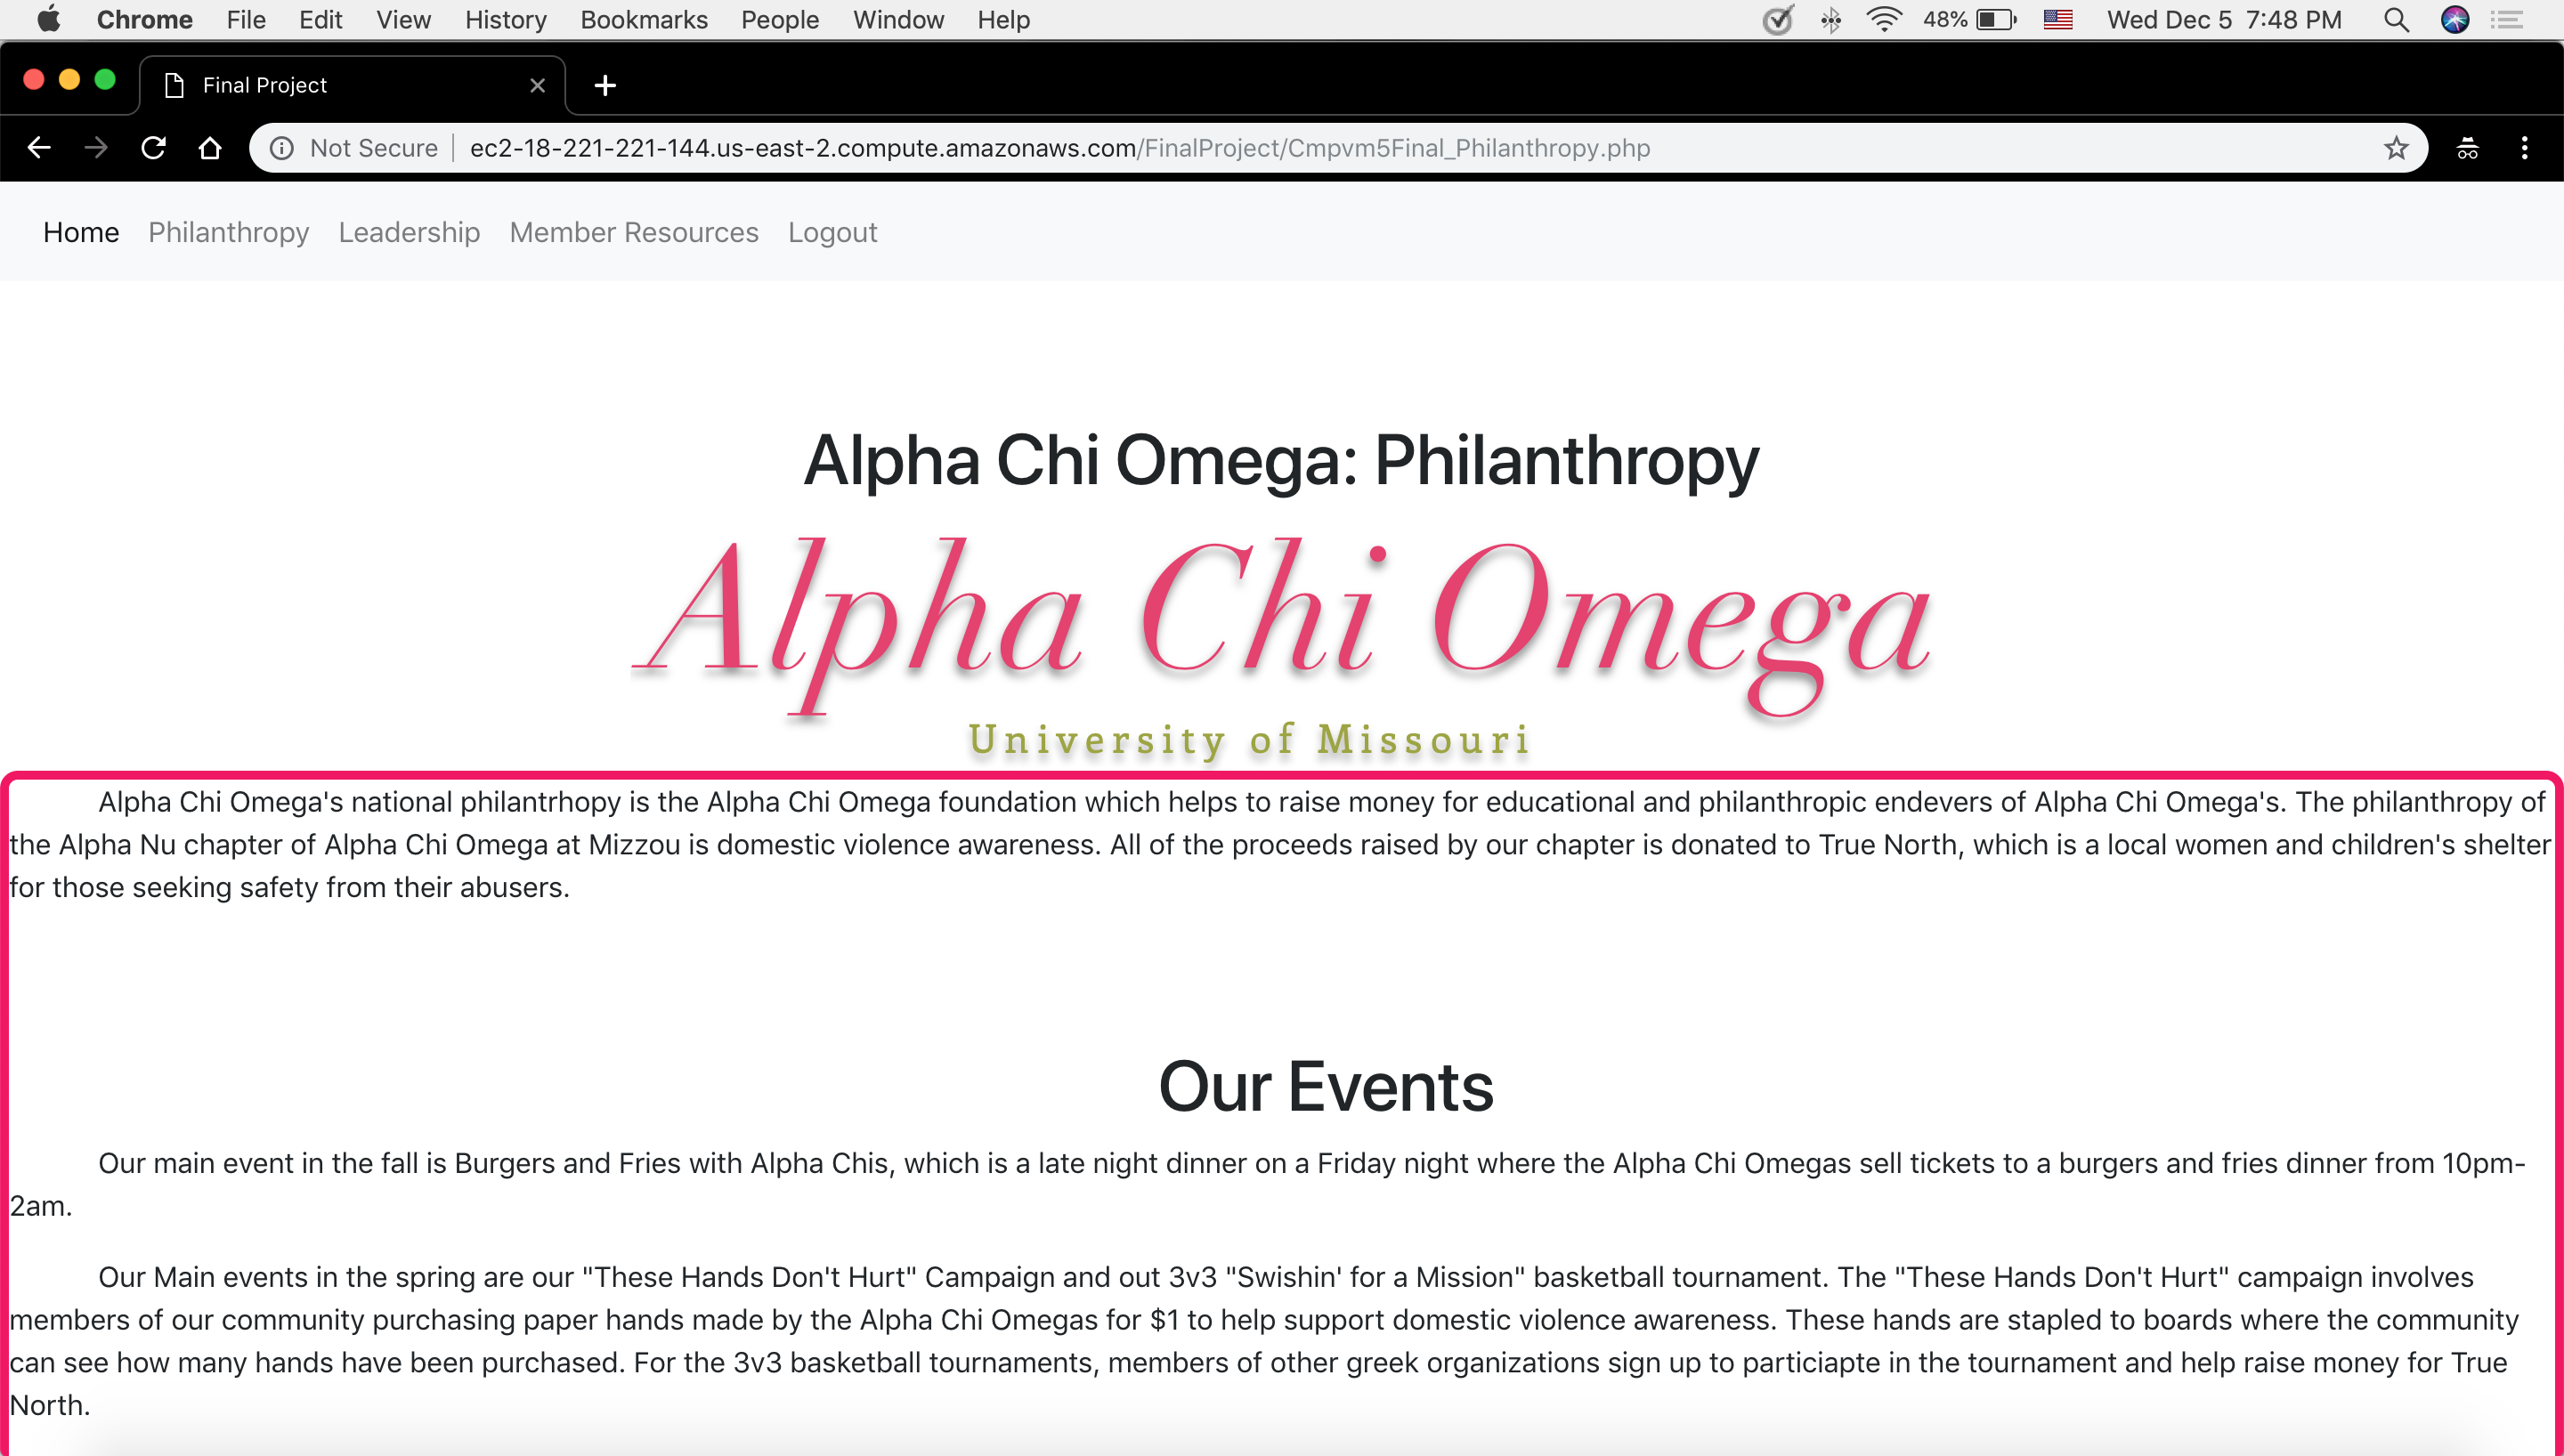 Chrome File Edit View History Bookmarks People Window Help 48% Wed Dec 5 7:48 PM
Final Project
Not Secure ec2-18-221-221-144.us-east-2.compute.amazonaws.com/FinalProject/Cmpvm5Final_Philanthropy.php
Home Philanthropy Leadership Member Resources Logout
Alpha Chi Omega: Philanthropy
Alpha Chi Omega
University of Missouri
Alpha Chi Omega's national philantrhopy is the Alpha Chi Omega foundation which helps to raise money for educational and philanthropic endevers of Alpha Chi Omega's. The philanthropy of
the Alpha Nu chapter of Alpha Chi Omega at Mizzou is domestic violence awareness. All of the proceeds raised by our chapter is donated to True North, which is a local women and children's shelter
for those seeking safety from their abusers.
Our Events
Our main event in the fall is Burgers and Fries with Alpha Chis, which is a late night dinner on a Friday night where the Alpha Chi Omegas sell tickets to a burgers and fries dinner from 10pm-
2am.
Our Main events in the spring are our "These Hands Don't Hurt" Campaign and out 3v3 "Swishin' for a Mission" basketball tournament. The "These Hands Don't Hurt" campaign involves
members of our community purchasing paper hands made by the Alpha Chi Omegas for $1 to help support domestic violence awareness. These hands are stapled to boards where the community
can see how many hands have been purchased. For the 3v3 basketball tournaments, members of other greek organizations sign up to particiapte in the tournament and help raise money for True
North.